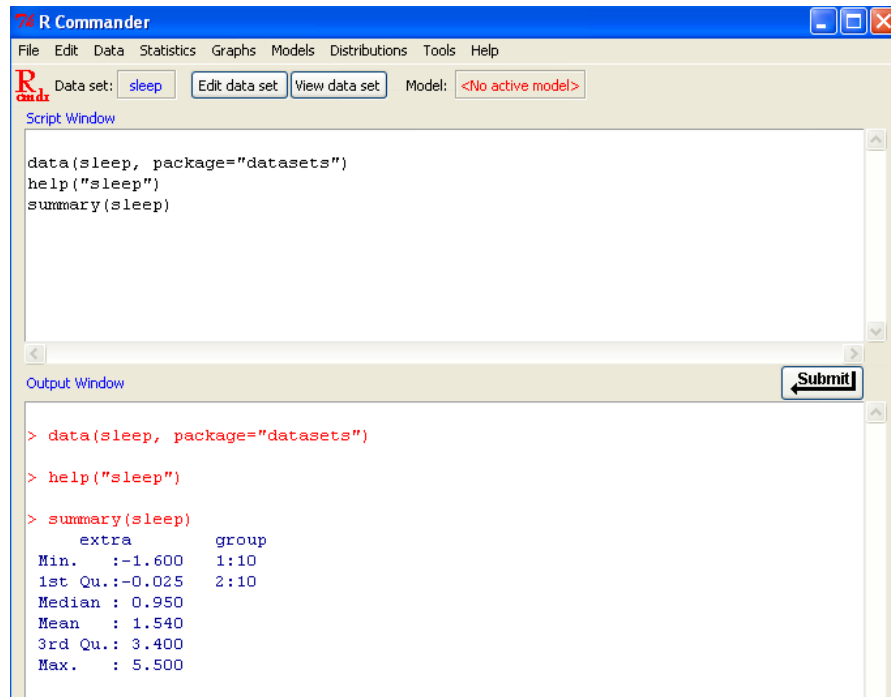 R Commander
File Edit Data Statistics Graphs Models Distributions Tools Help
R cmdr Data set: sleep Edit data set View data set Model: <No active model>
Script Window
data(sleep, package="datasets")
help("sleep")
summary(sleep)
Output Window Submit
> data(sleep, package="datasets")
> help("sleep")
> summary(sleep)
     extra          group
 Min.   :-1.600   1:10
 1st Qu.:-0.025   2:10
 Median : 0.950
 Mean   : 1.540
 3rd Qu.: 3.400
 Max.   : 5.500